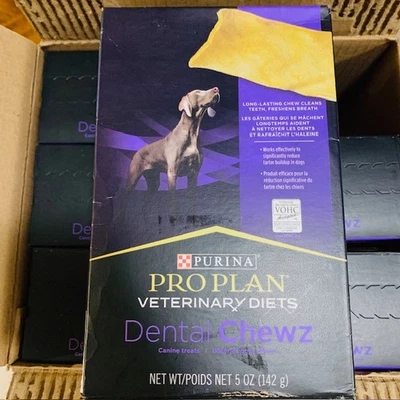 LONG-LASTING CHEW CLEANS
TEETH, FRESHENS BREATH
LES GÂTERIES QUI SE MÂCHENT
LONGTEMPS AIDENT
À NETTOYER LES DENTS
ET RAFRAÎCHIT L'HALEINE
• Works effectively to
significantly reduce
tartar buildup in dogs
• Produit efficace pour la
réduction significative du
tartre chez les chiens
VOHC
Accepted
PURINA
PRO PLAN
VETERINARY DIETS
Dental Chewz
Canine treats
NET WT/POIDS NET 5 OZ (142 g)